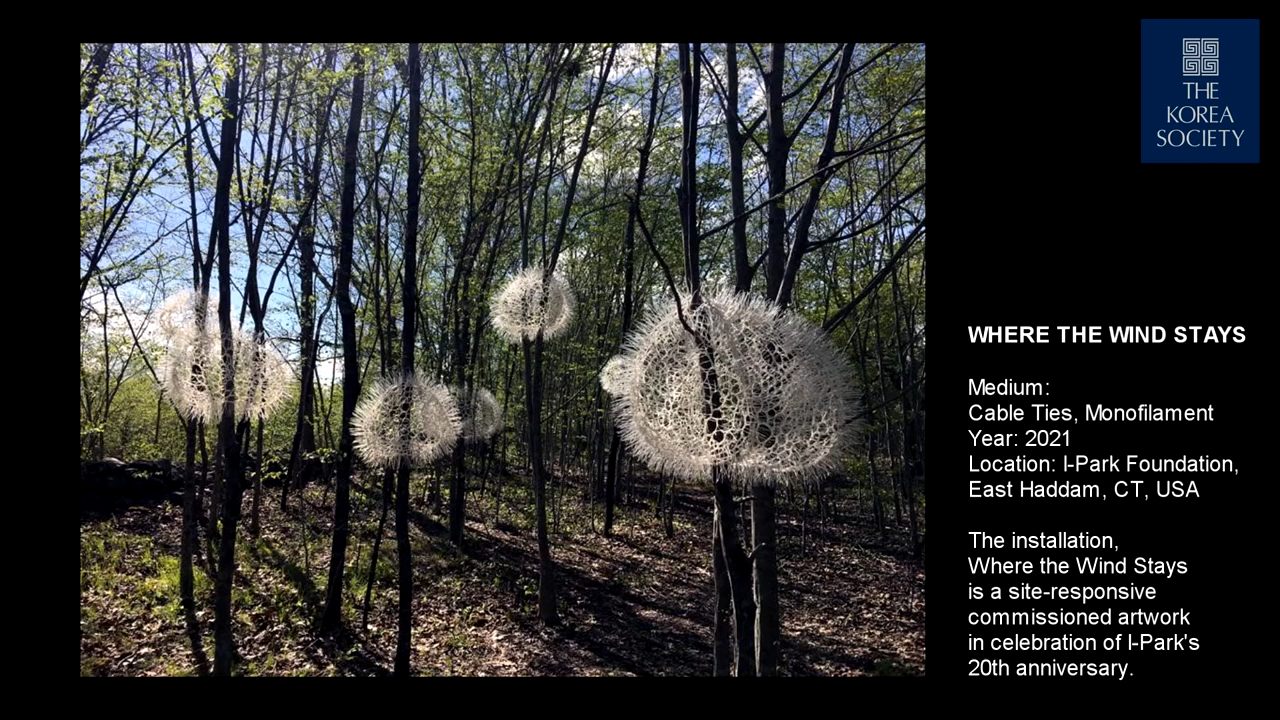 THE
KOREA
SOCIETY
WHERE THE WIND STAYS
Medium:
Cable Ties, Monofilament
Year: 2021
Location: I-Park Foundation,
East Haddam, CT, USA
The installation,
Where the Wind Stays
is a site-responsive
commissioned artwork
in celebration of I-Park's
20th anniversary.